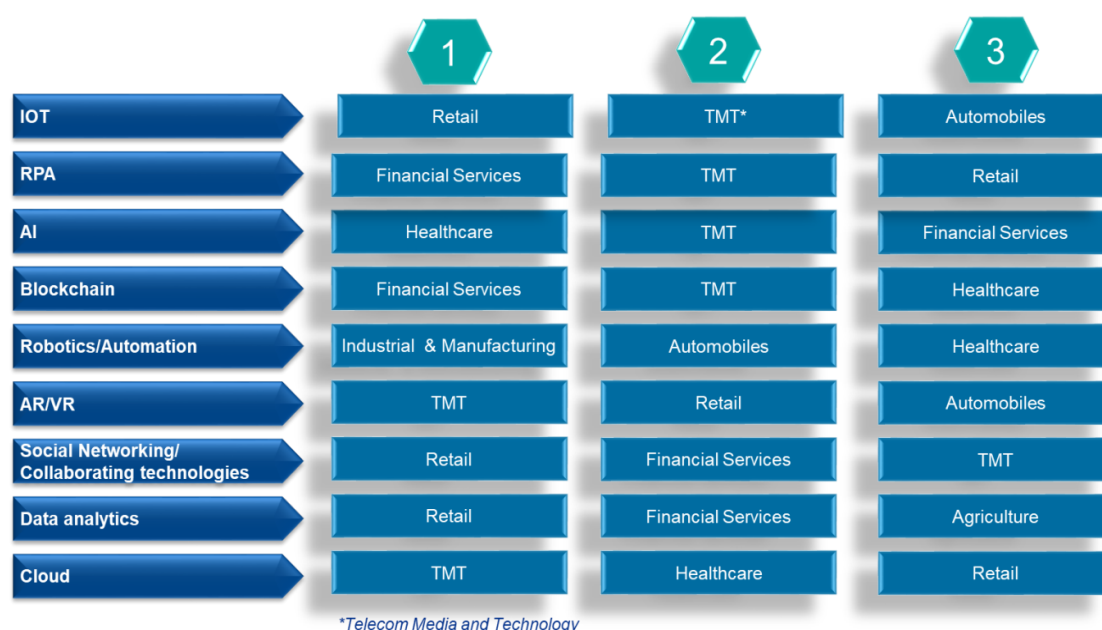 1 2 3
IOT Retail TMT* Automobiles
RPA Financial Services TMT Retail
AI Healthcare TMT Financial Services
Blockchain Financial Services TMT Healthcare
Robotics/Automation Industrial & Manufacturing Automobiles Healthcare
AR/VR TMT Retail Automobiles
Social Networking/
Collaborating technologies Retail Financial Services TMT
Data analytics Retail Financial Services Agriculture
Cloud TMT Healthcare Retail
*Telecom Media and Technology